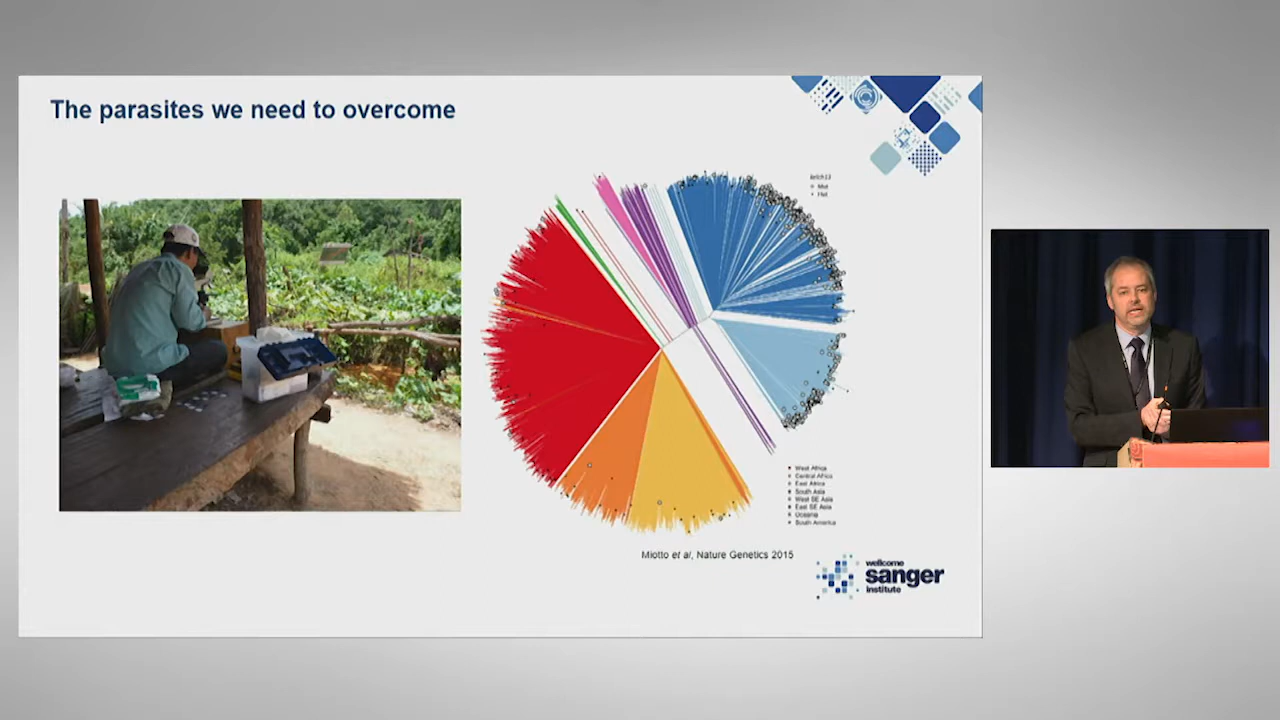 The parasites we need to overcome
kelch13
Mut
Het
West Africa
Central Africa
East Africa
South Asia
West SE Asia
East SE Asia
Oceania
South America
Miotto et al, Nature Genetics 2015
wellcome
sanger
institute